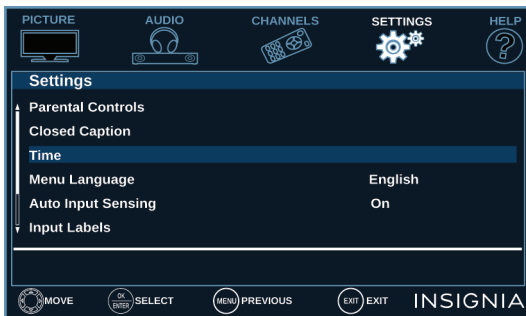 PICTURE AUDIO CHANNELS SETTINGS HELP
Settings
Parental Controls
Closed Caption
Time
Menu Language English
Auto Input Sensing On
Input Labels
OK ENTER MENU EXIT
MOVE SELECT PREVIOUS EXIT INSIGNIA